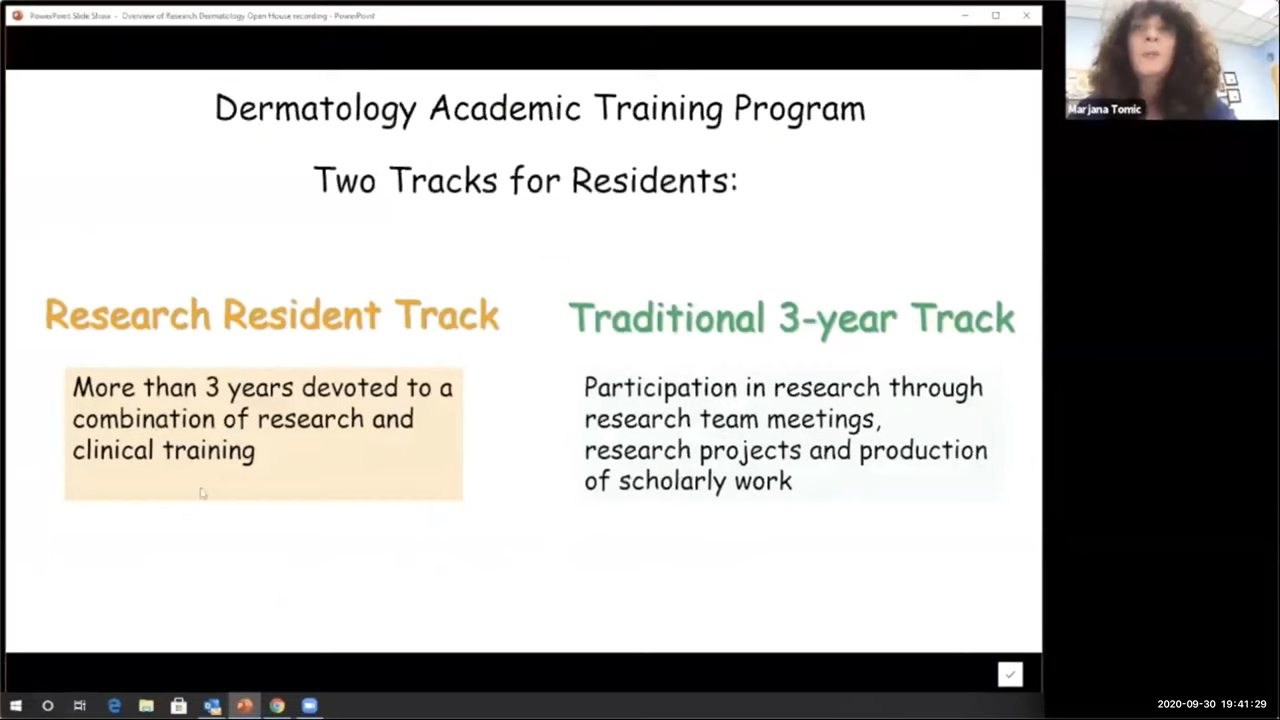 PowerPoint Slide Show - Overview of Research Dermatology Open House recording - PowerPoint
Marjana Tomic
Dermatology Academic Training Program
Two Tracks for Residents:
Research Resident Track
More than 3 years devoted to a
combination of research and
clinical training
Traditional 3-year Track
Participation in research through
research team meetings,
research projects and production
of scholarly work
2020-09-30 19:41:29